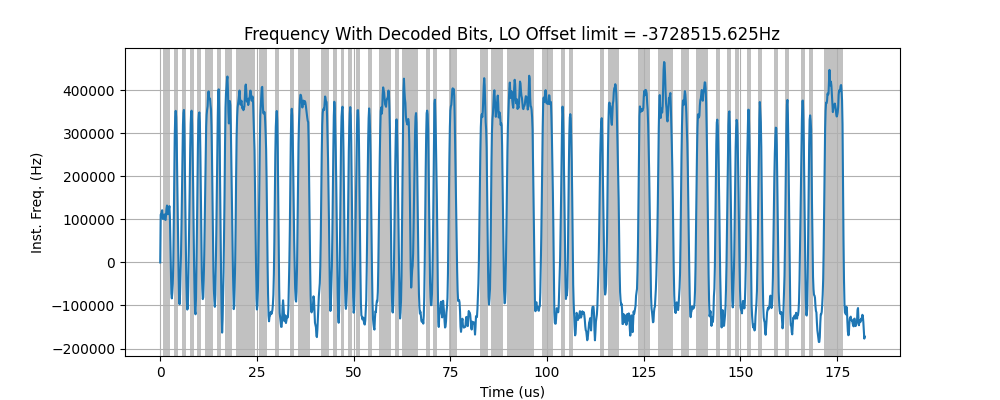 Frequency With Decoded Bits, LO Offset limit = -3728515.625Hz
400000
300000
200000
100000
0
−100000
−200000
Inst. Freq. (Hz)
0 25 50 75 100 125 150 175
Time (us)